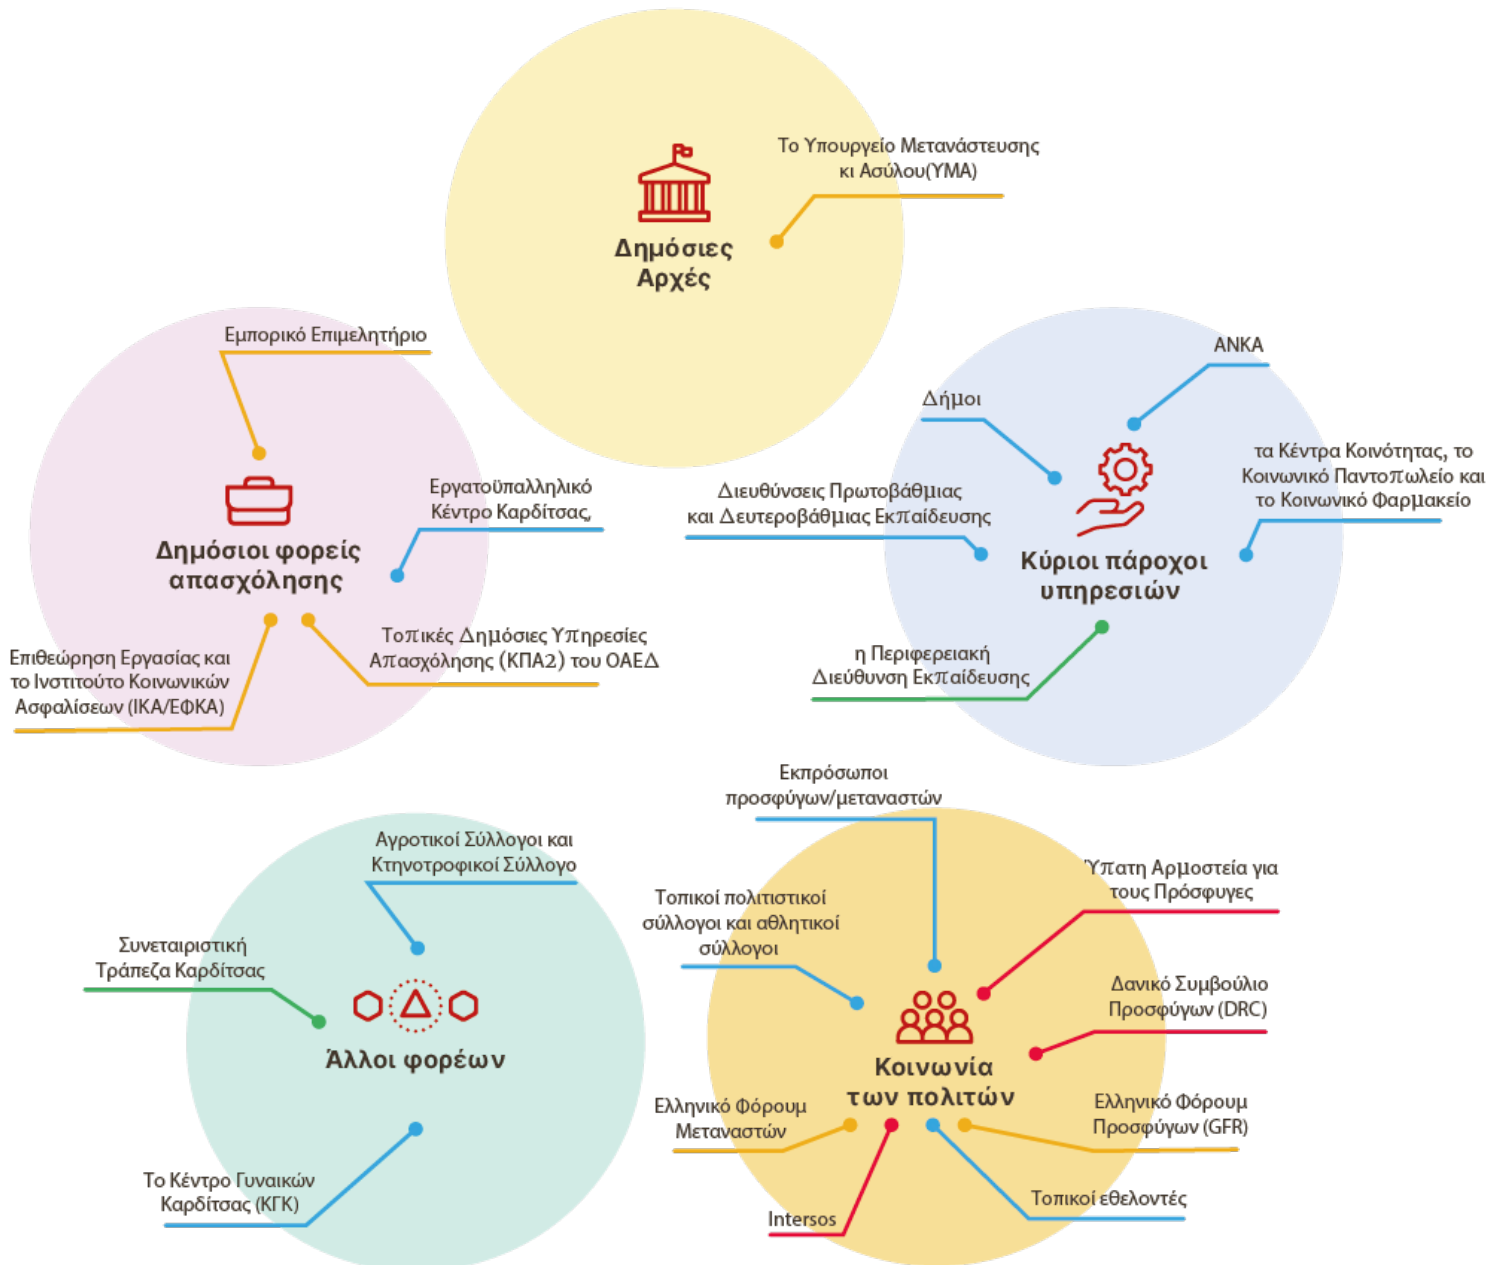 Το Υπουργείο Μετανάστευσης
κι Ασύλου(ΥΜΑ)
Δημόσιες
Αρχές
Εμπορικό Επιμελητήριο
Εργατοϋπαλληλικό
Κέντρο Καρδίτσας,
Δημόσιοι φορείς
απασχόλησης
Τοπικές Δημόσιες Υπηρεσίες
Απασχόλησης (ΚΠΑ2) του ΟΑΕΔ
Επιθεώρηση Εργασίας και
το Ινστιτούτο Κοινωνικών
Ασφαλίσεων (ΙΚΑ/ΕΦΚΑ)
ΑΝΚΑ
Δήμοι
τα Κέντρα Κοινότητας, το
Κοινωνικό Παντοπωλείο και
το Κοινωνικό Φαρμακείο
Διευθύνσεις Πρωτοβάθμιας
και Δευτεροβάθμιας Εκπαίδευσης
Κύριοι πάροχοι
υπηρεσιών
η Περιφερειακή
Διεύθυνση Εκπαίδευσης
Αγροτικοί Σύλλογοι και
Κτηνοτροφικοί Σύλλογο
Συνεταιριστική
Τράπεζα Καρδίτσας
Άλλοι φορέων
Το Κέντρο Γυναικών
Καρδίτσας (ΚΓΚ)
Εκπρόσωποι
προσφύγων/μεταναστών
Ύπατη Αρμοστεία για
τους Πρόσφυγες
Τοπικοί πολιτιστικοί
σύλλογοι και αθλητικοί
σύλλογοι
Δανικό Συμβούλιο
Προσφύγων (DRC)
Κοινωνία
των πολιτών
Ελληνικό Φόρουμ
Μεταναστών
Ελληνικό Φόρουμ
Προσφύγων (GFR)
Τοπικοί εθελοντές
Intersos